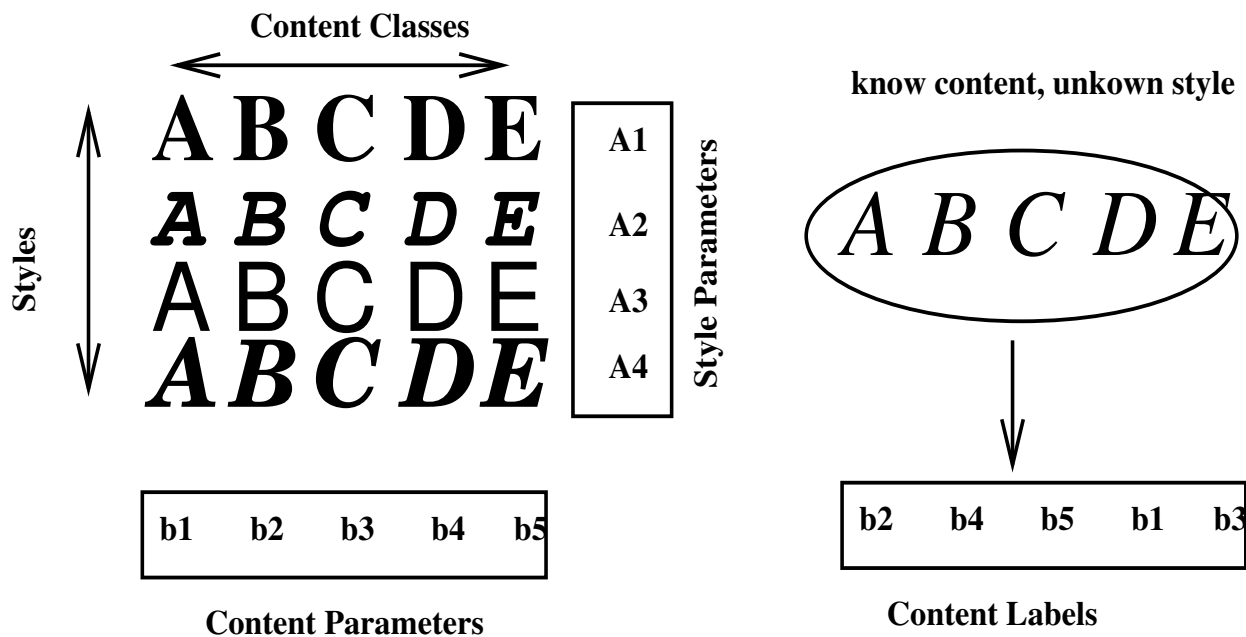 Content Classes
Styles
A B C D E
A B C D E
A B C D E
A B C D E
A1
A2
A3
A4
Style Parameters
b1 b2 b3 b4 b5
Content Parameters
know content, unkown style
A B C D E
b2 b4 b5 b1 b3
Content Labels